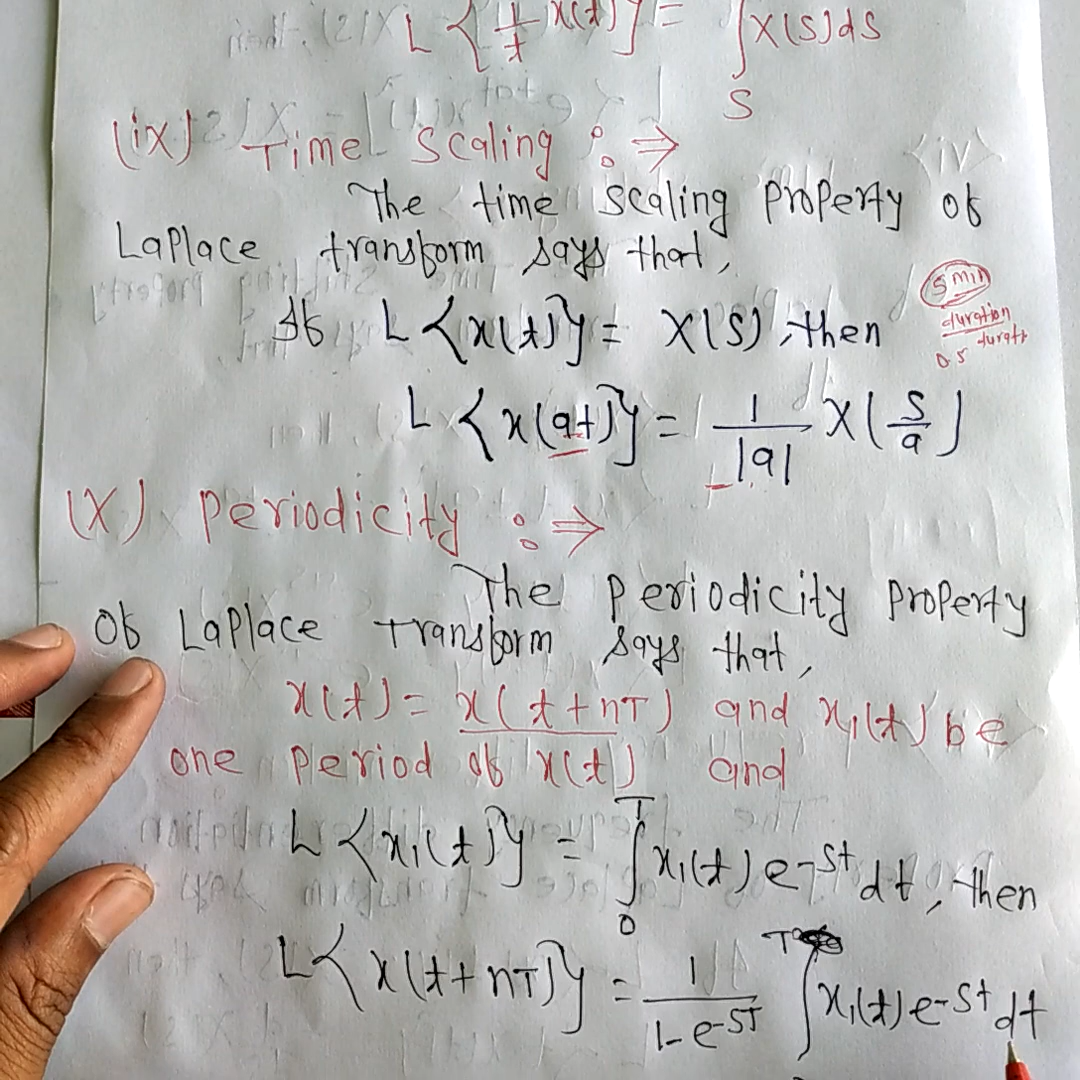 L{1/t x(t)} = ∫X(s)ds
S
(ix) Time Scaling :⇒
The time scaling property of
Laplace transform says that,
If L{x(t)} = X(s), then
5 min
duration
0.5
L{x(at)} = 1/|a| X(s/a)
(X) Periodicity :⇒
The periodicity property
Of Laplace transform says that,
x(t) = x(t+nT) and x₁(t) be
one period of x(t) and
L{x₁(t)} = ∫₀ᵀ x₁(t) e^-st dt, then
L{x(t+nT)} = 1/(1-e^-sT) ∫ᵀ x₁(t) e^-st dt